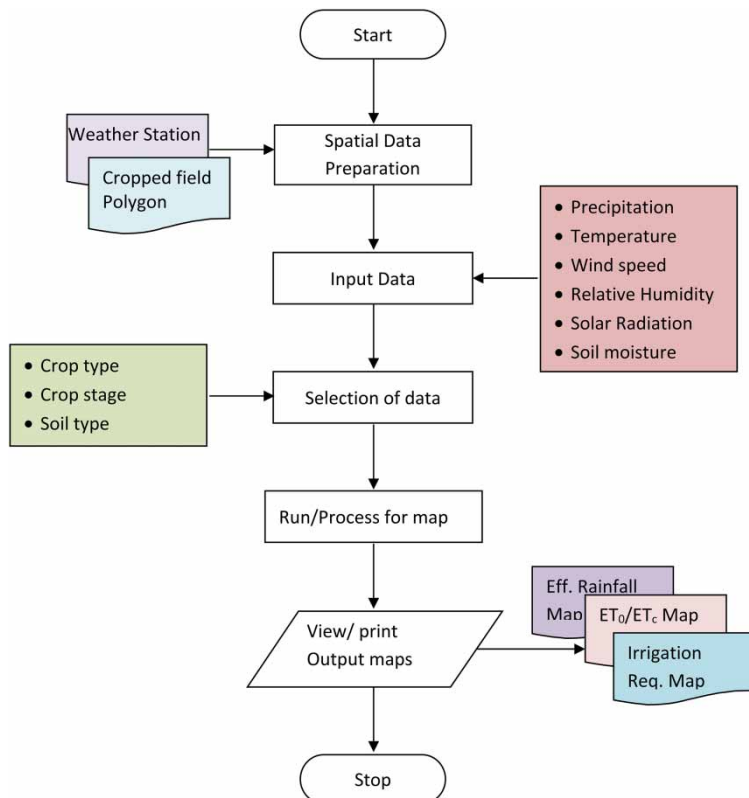 Start
Weather Station
Cropped field
Polygon
Spatial Data
Preparation
• Precipitation
• Temperature
• Wind speed
• Relative Humidity
• Solar Radiation
• Soil moisture
Input Data
• Crop type
• Crop stage
• Soil type
Selection of data
Run/Process for map
View/ print
Output maps
Eff. Rainfall
Map
ET₀/ETc Map
Irrigation
Req. Map
Stop